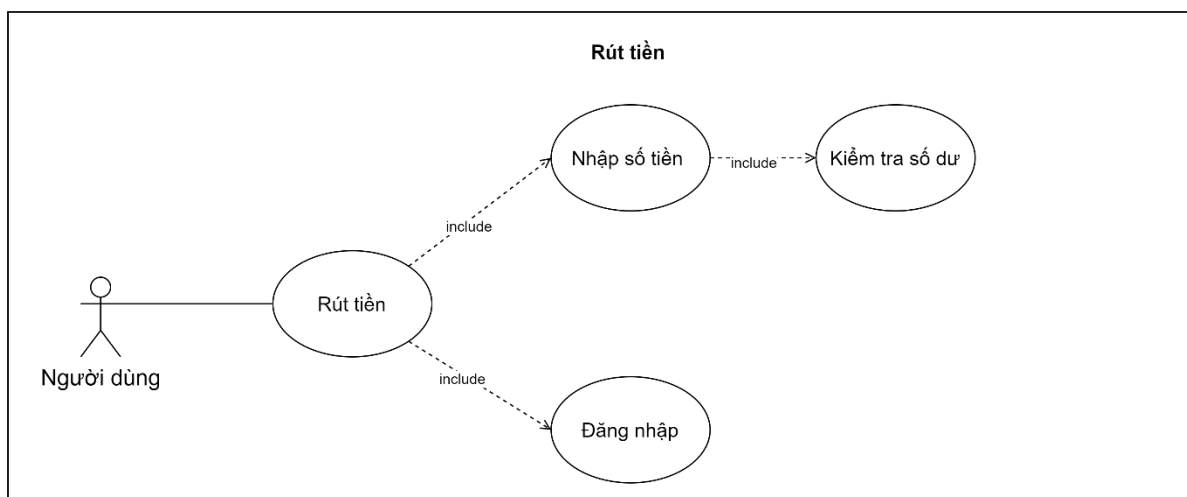 Rút tiền
Nhập số tiền
include
Kiểm tra số dư
include
Rút tiền
Người dùng
include
Đăng nhập